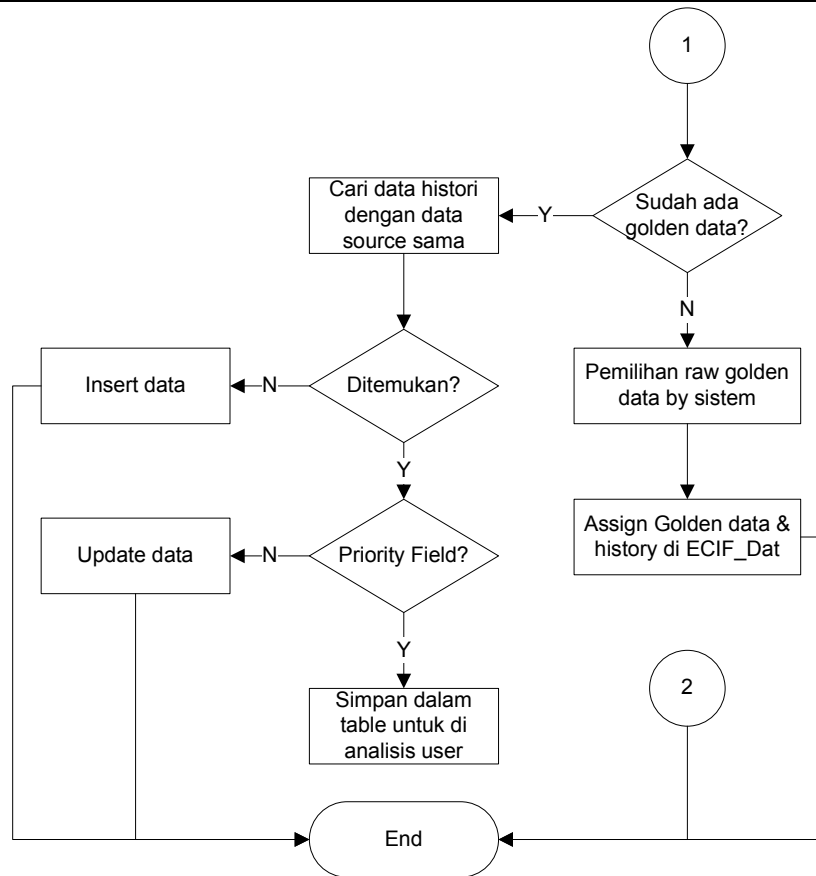 1
Sudah ada
golden data?
Y
Cari data histori
dengan data
source sama
N
Ditemukan?
N
Insert data
Pemilihan raw golden
data by sistem
Y
Priority Field?
N
Update data
Assign Golden data &
history di ECIF_Dat
Y
Simpan dalam
table untuk di
analisis user
2
End